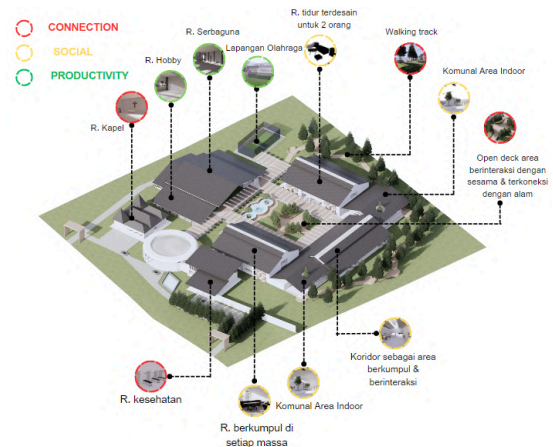 CONNECTION
SOCIAL
PRODUCTIVITY
R. Serbaguna
R. Hobby
Lapangan Olahraga
R. tidur terdesain
untuk 2 orang
Walking track
Komunal Area Indoor
R. Kapel
Open deck area
berinteraksi dengan
sesama & terkoneksi
dengan alam
Koridor sebagai area
berkumpul &
berinteraksi
R. kesehatan
Komunal Area Indoor
R. berkumpul di
setiap massa